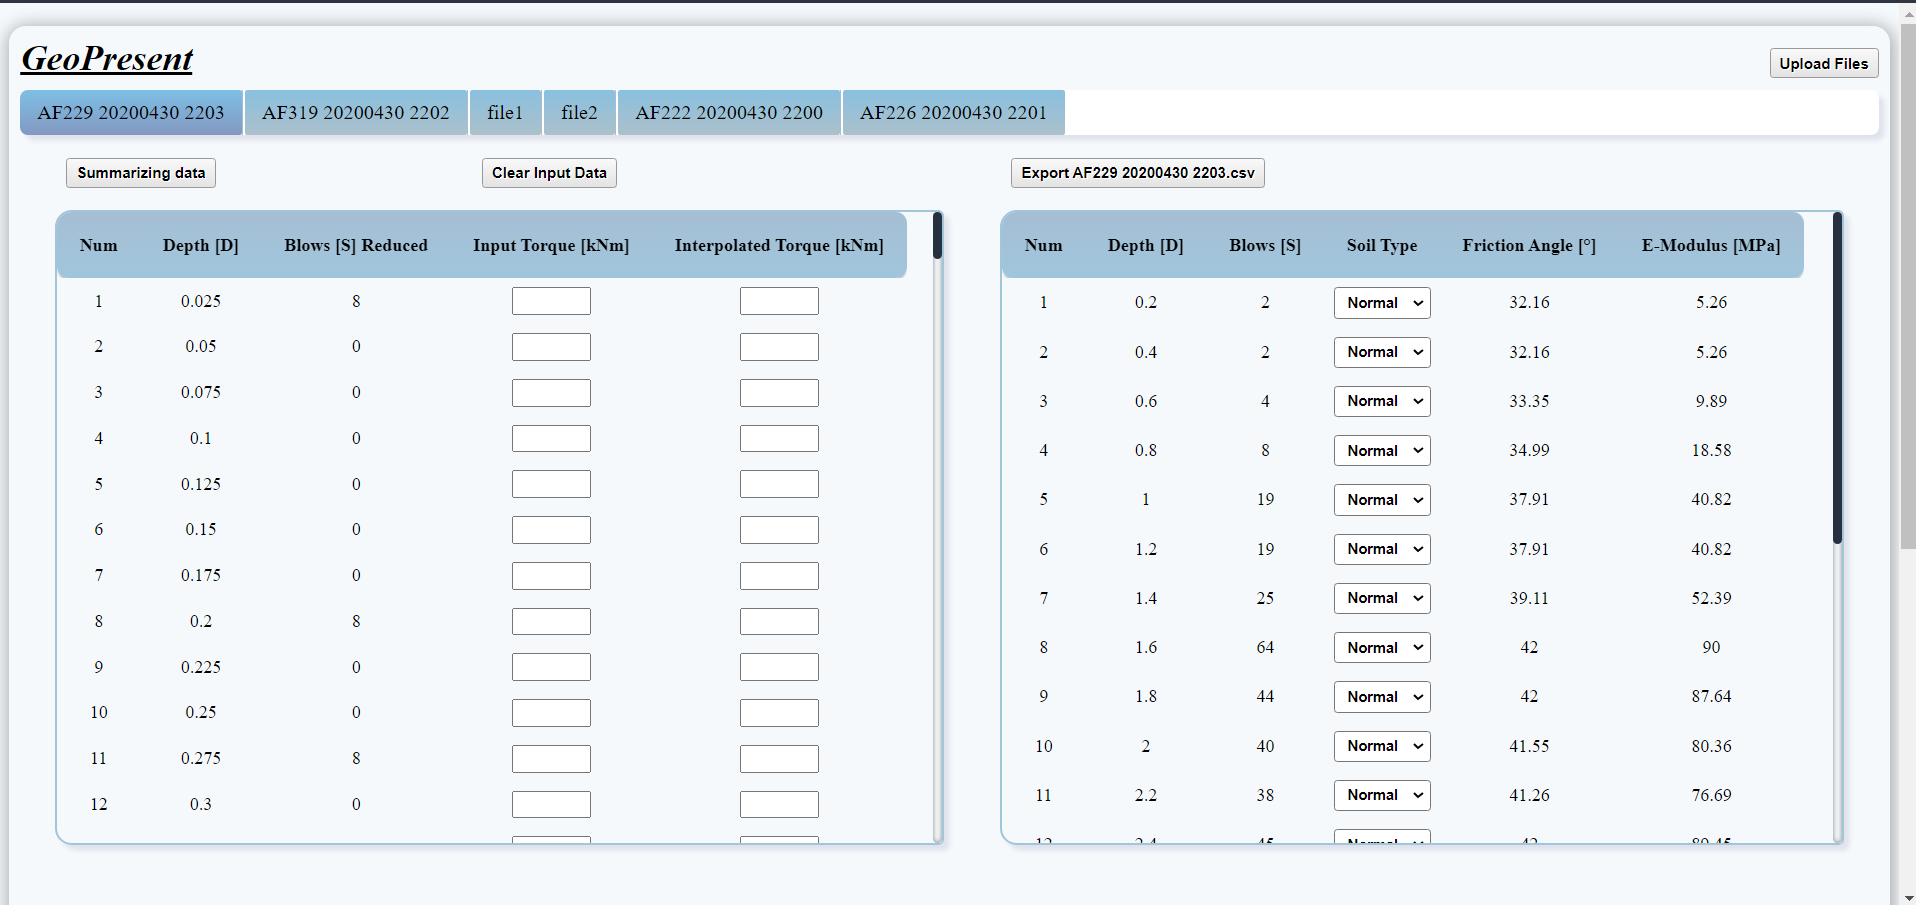 GeoPresent
Upload Files
AF229 20200430 2203 AF319 20200430 2202 file1 file2 AF222 20200430 2200 AF226 20200430 2201
Summarizing data Clear Input Data Export AF229 20200430 2203.csv
Num Depth [D] Blows [S] Reduced Input Torque [kNm] Interpolated Torque [kNm]
1 0.025 8
2 0.05 0
3 0.075 0
4 0.1 0
5 0.125 0
6 0.15 0
7 0.175 0
8 0.2 8
9 0.225 0
10 0.25 0
11 0.275 8
12 0.3 0
Num Depth [D] Blows [S] Soil Type Friction Angle [°] E-Modulus [MPa]
1 0.2 2 Normal 32.16 5.26
2 0.4 2 Normal 32.16 5.26
3 0.6 4 Normal 33.35 9.89
4 0.8 8 Normal 34.99 18.58
5 1 19 Normal 37.91 40.82
6 1.2 19 Normal 37.91 40.82
7 1.4 25 Normal 39.11 52.39
8 1.6 64 Normal 42 90
9 1.8 44 Normal 42 87.64
10 2 40 Normal 41.55 80.36
11 2.2 38 Normal 41.26 76.69
12 2.4 45 Normal 42 89.45